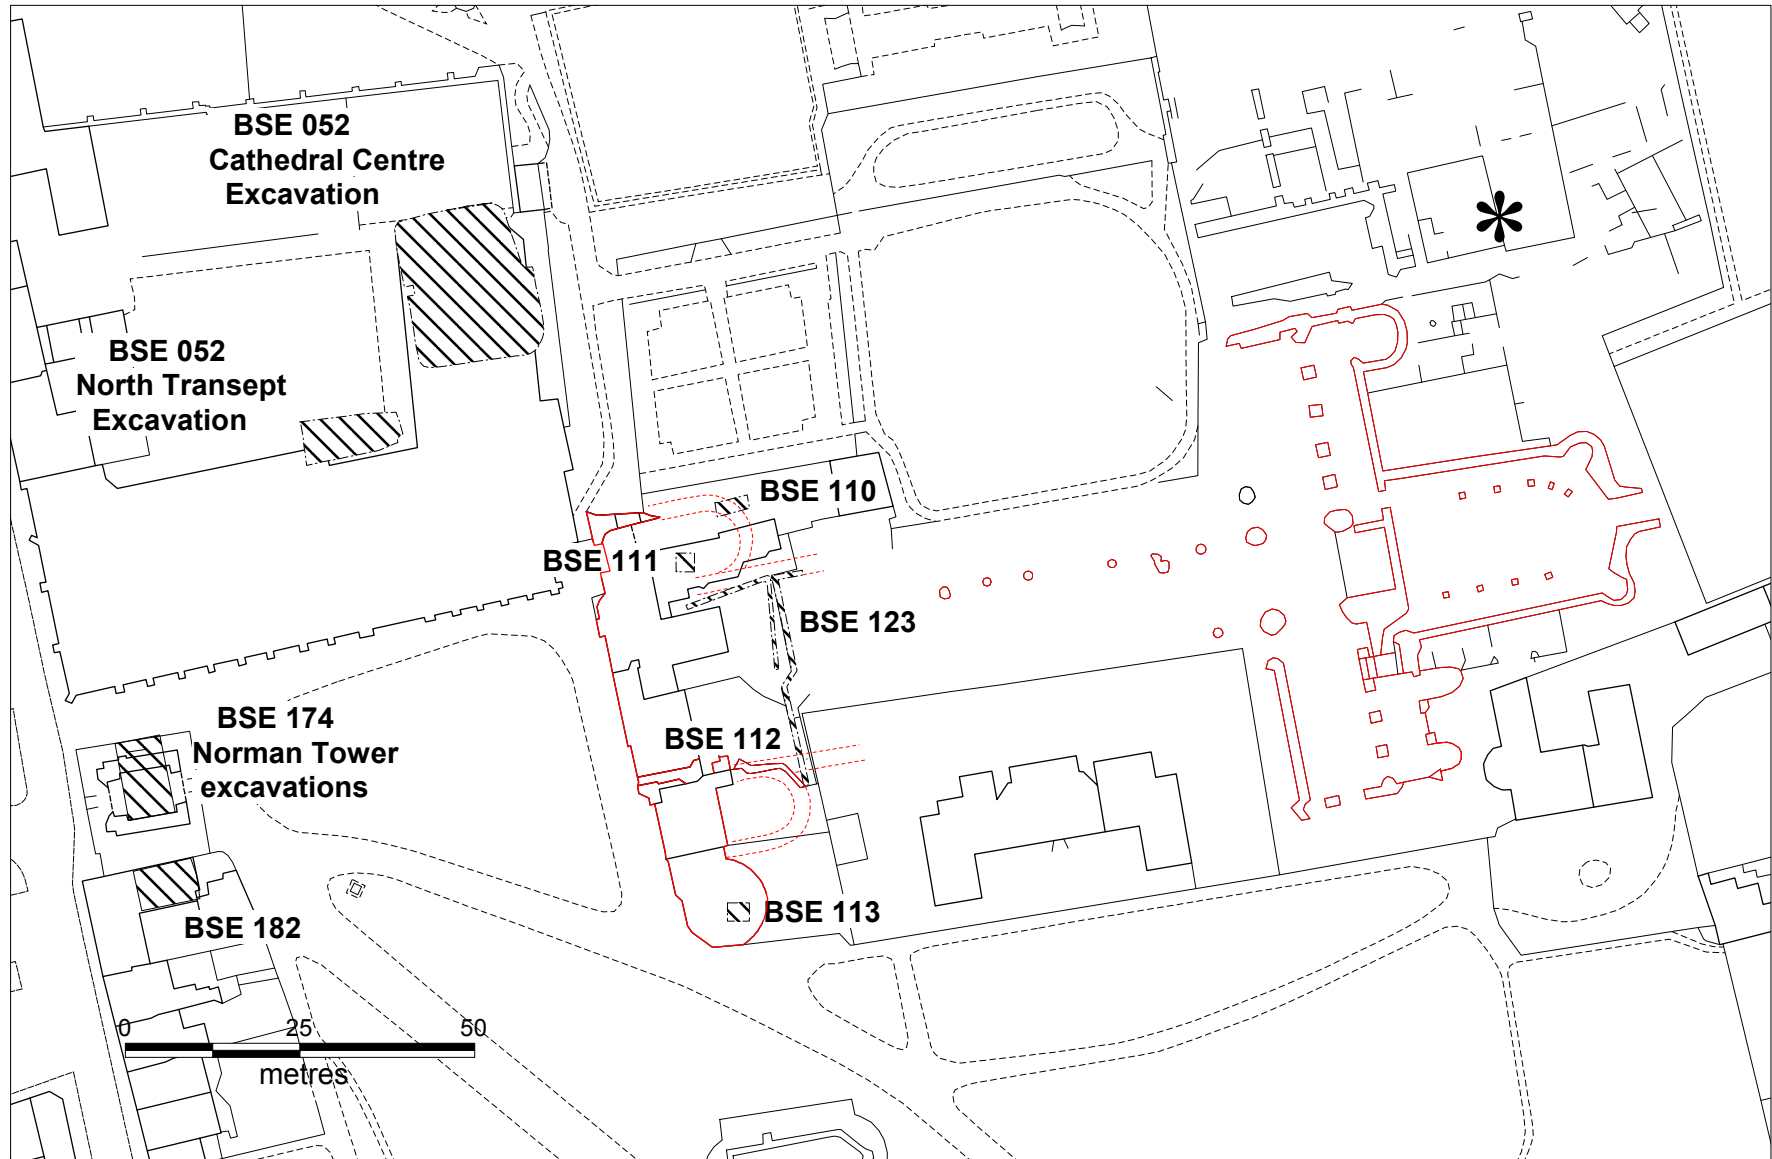 BSE 052
Cathedral Centre
Excavation
BSE 052
North Transept
Excavation
BSE 110
BSE 111
BSE 123
BSE 174
Norman Tower
excavations
BSE 112
BSE 113
BSE 182
0 25 50
metres